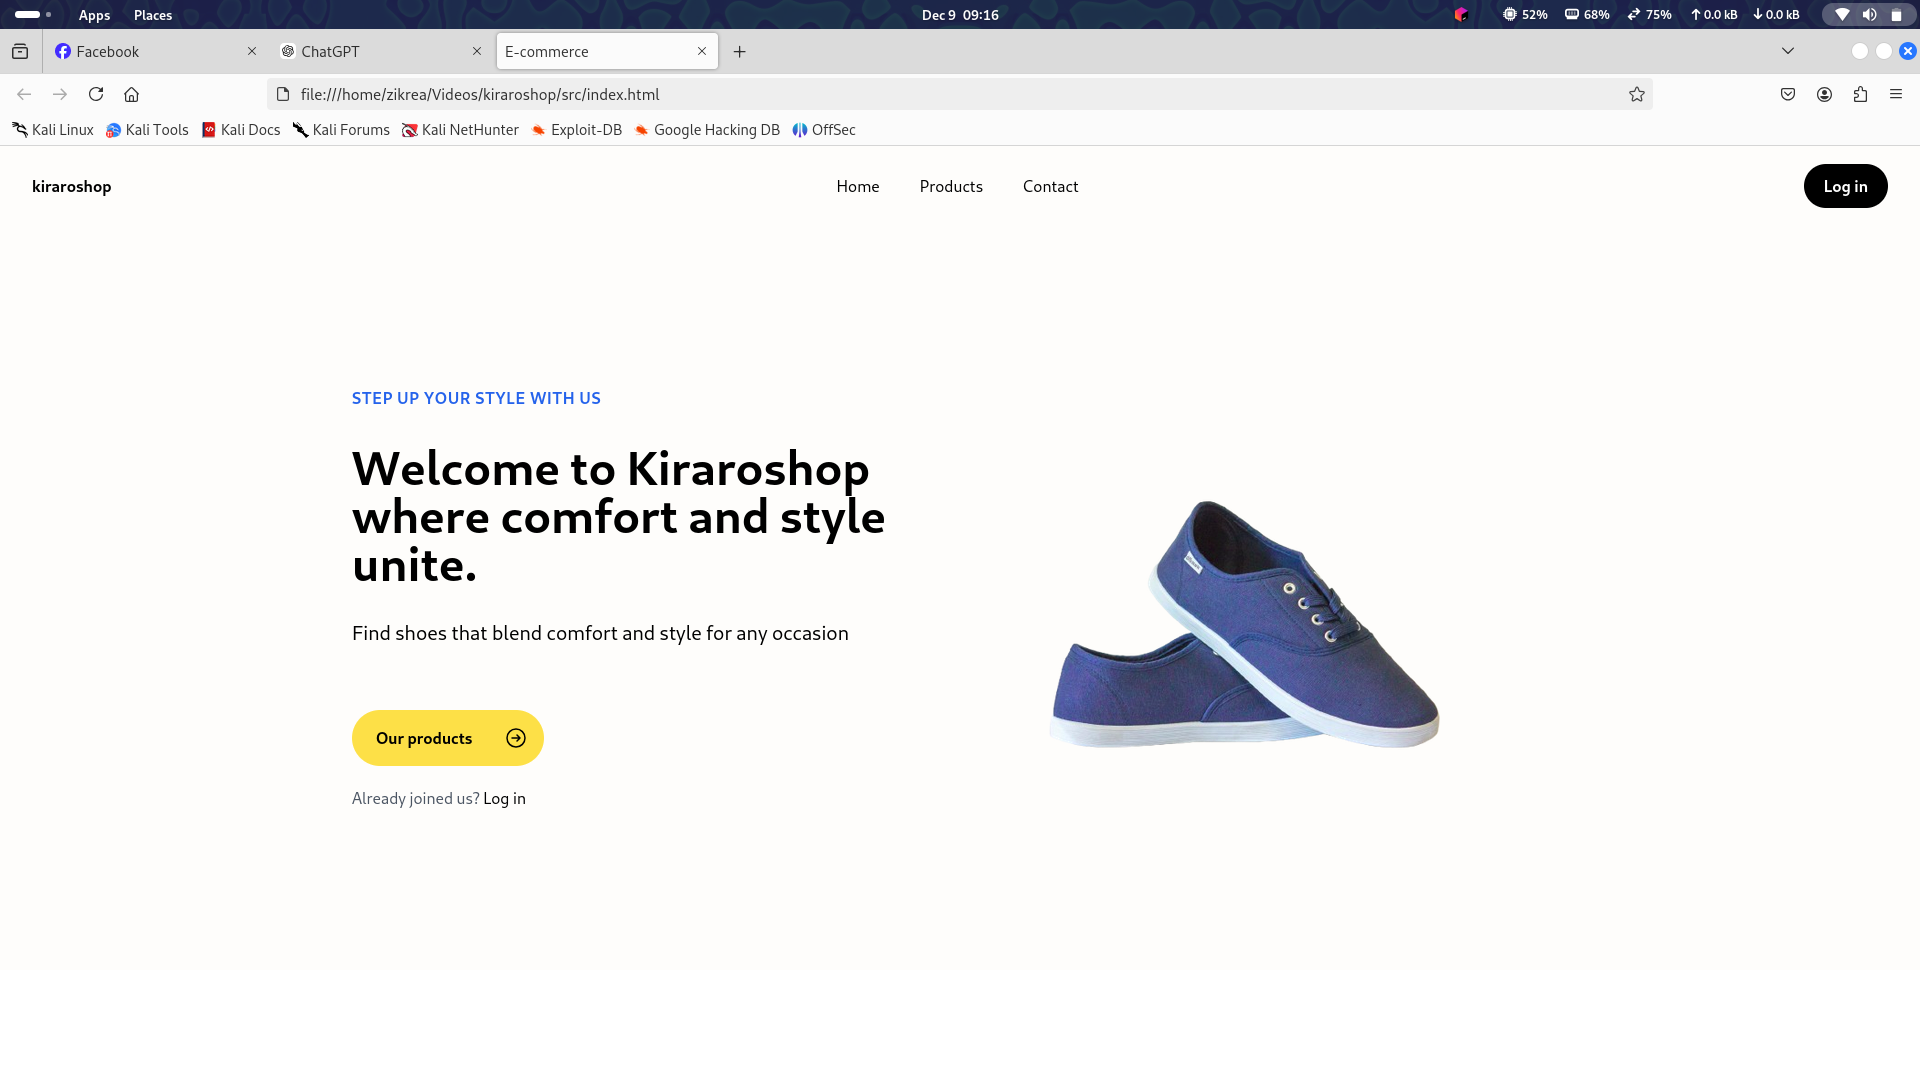 Apps Places Dec 9 09:16 52% 68% 75% 0.0 kB 0.0 kB
Facebook ChatGPT E-commerce
file:///home/zikrea/Videos/kiraroshop/src/index.html
Kali Linux Kali Tools Kali Docs Kali Forums Kali NetHunter Exploit-DB Google Hacking DB OffSec
kiraroshop Home Products Contact Log in
STEP UP YOUR STYLE WITH US
Welcome to Kiraroshop
where comfort and style
unite.
Find shoes that blend comfort and style for any occasion
Our products
Already joined us? Log in